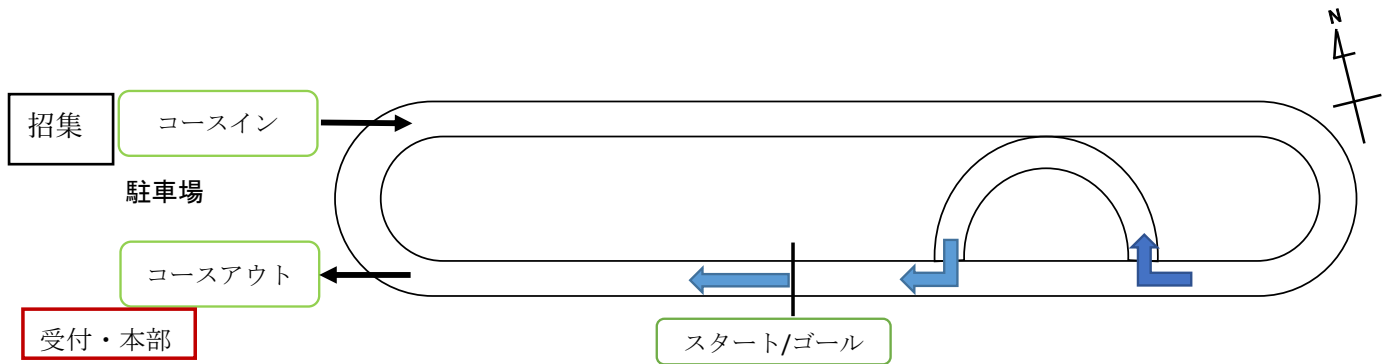 N
招集
コースイン
駐車場
コースアウト
受付・本部
スタート/ゴール